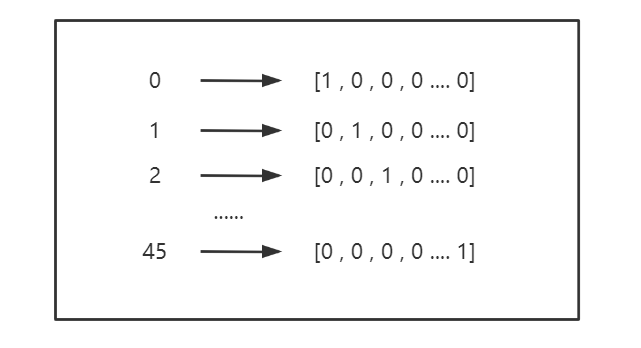 0 [1 , 0 , 0 , 0 .... 0]
1 [0 , 1 , 0 , 0 .... 0]
2 [0 , 0 , 1 , 0 .... 0]
......
45 [0 , 0 , 0 , 0 .... 1]